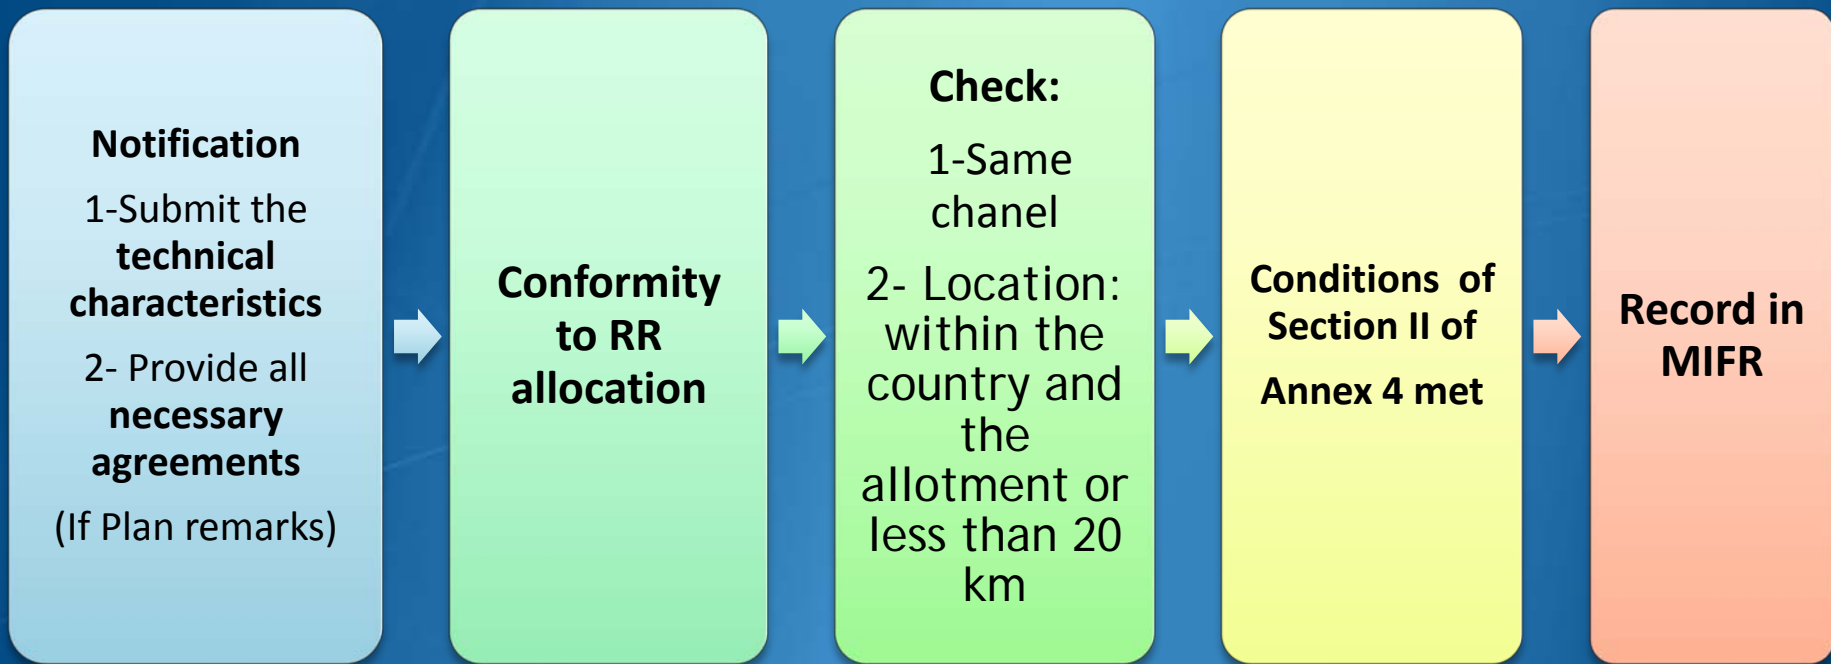 Notification
1-Submit the
technical
characteristics
2- Provide all
necessary
agreements
(If Plan remarks)
Conformity
to RR
allocation
Check:
1-Same
chanel
2- Location:
within the
country and
the
allotment or
less than 20
km
Conditions of
Section II of
Annex 4 met
Record in
MIFR